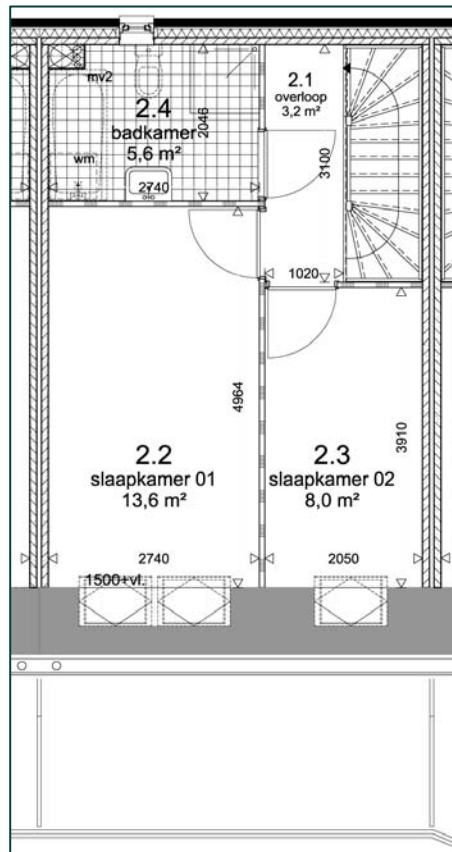 mv2
2.4
badkamer
5,6 m²
2046
wm
2740
2.1
overloop
3,2 m²
3100
1020
4964
3910
2.2
slaapkamer 01
13,6 m²
2.3
slaapkamer 02
8,0 m²
2740
2050
1500+vl.